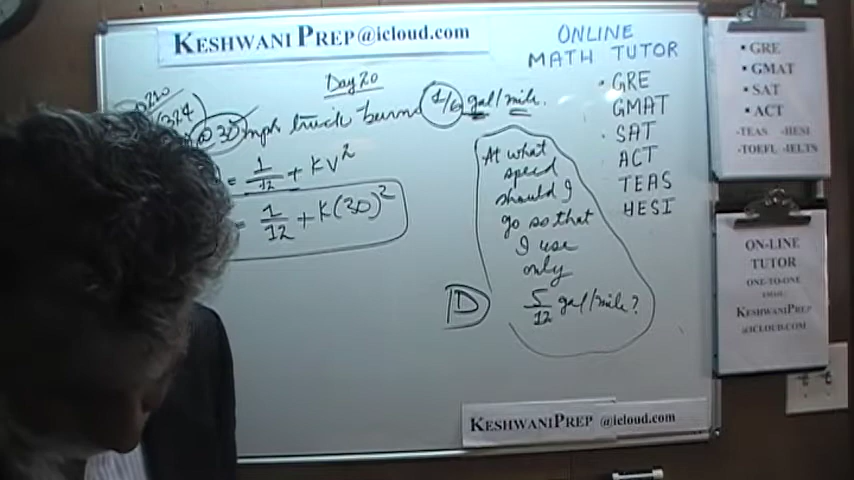 KESHWANI PREP@icloud.com
Day 20
@ 30 mph truck burns 1/6 gal/mile.
= 1/12 + KV²
= 1/12 + K(30)²
At what
speed
should I
go so that
I use
only
5/12 gal/mile?
D
ONLINE
MATH TUTOR
• GRE
GMAT
• SAT
ACT
TEAS
HESI
• GRE
• GMAT
• SAT
• ACT
-TEAS -HESI
-TOEFL -IELTS
ON-LINE
TUTOR
ONE-TO-ONE
EMAIL:
KESHWANIPREP
@ICLOUD.COM
KESHWANIPREP @icloud.com